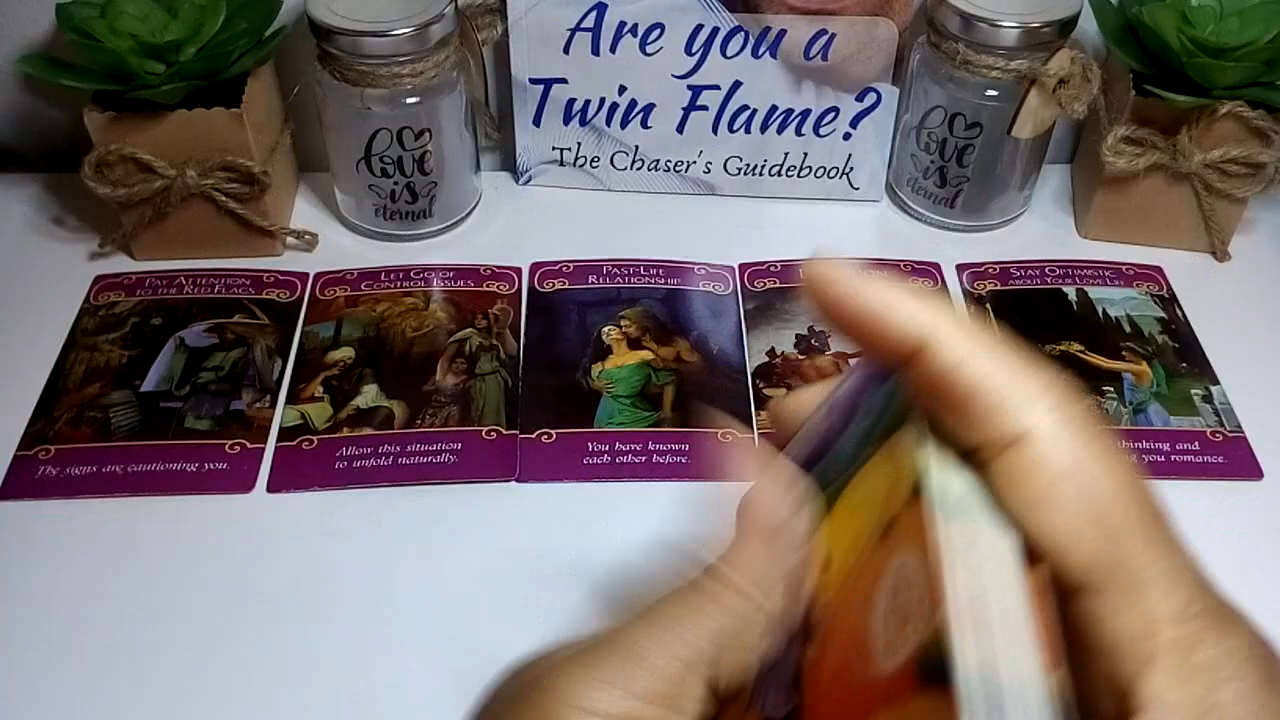 Are you a
Twin Flame?
The Chaser's Guidebook
love
is
eternal
love
is
eternal
PAY ATTENTION
TO THE RED FLAGS
The signs are cautioning you.
LET GO OF
CONTROL ISSUES
Allow this situation
to unfold naturally.
PAST-LIFE
RELATIONSHIP
You have known
each other before.
STAY OPTIMISTIC
ABOUT YOUR LOVE LIFE
thinking and
you romance.